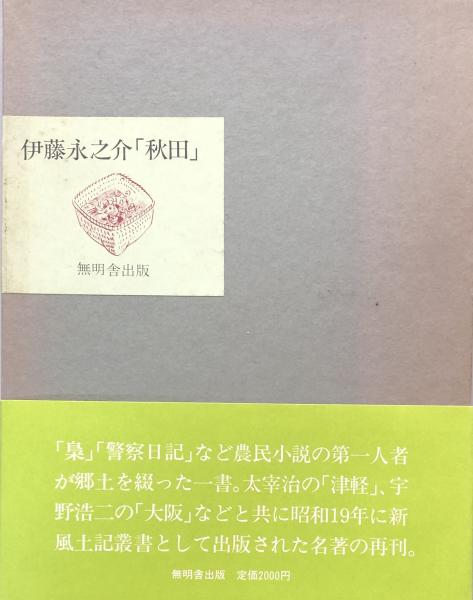 伊藤永之介「秋田」
無明舎出版
「梟」「警察日記」など農民小説の第一人者
が郷土を綴った一書。太宰治の「津軽」、宇
野浩二の「大阪」などと共に昭和19年に新
風土記叢書として出版された名著の再刊。
無明舎出版 定価2000円